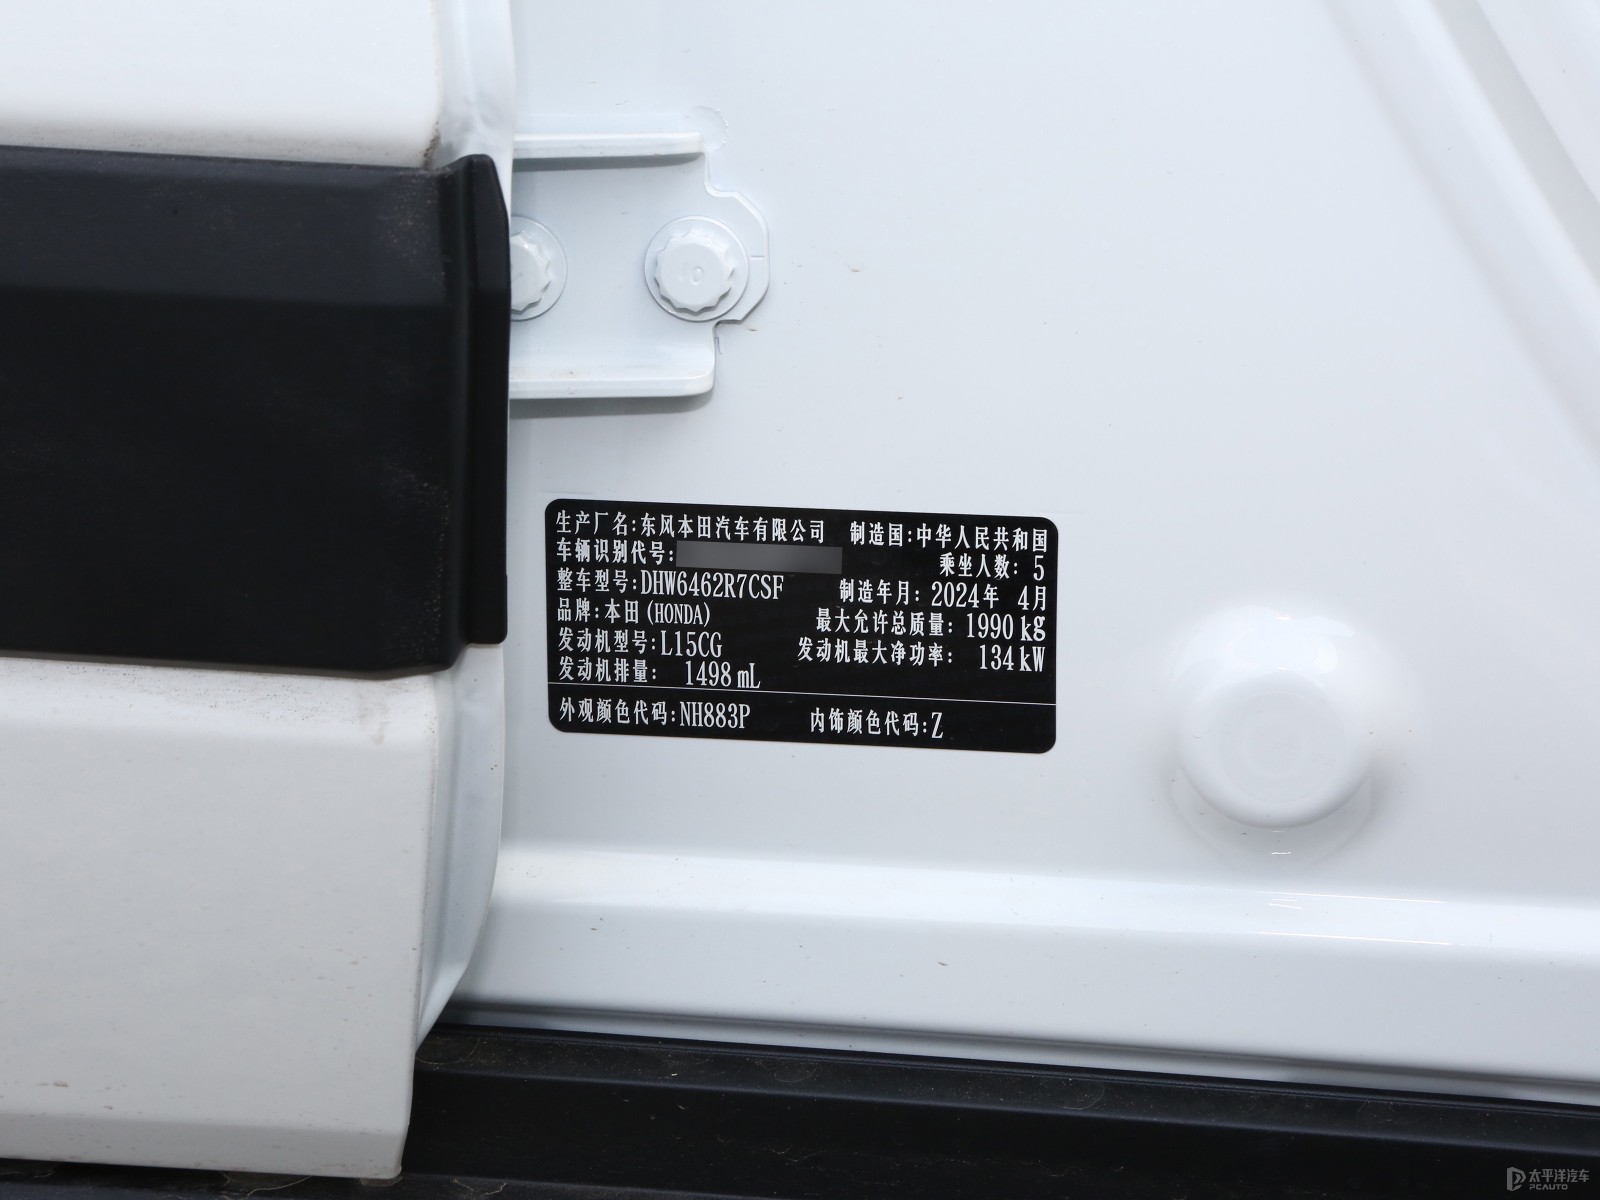 生产厂名:东风本田汽车有限公司 制造国:中华人民共和国
车辆识别代号: 乘坐人数: 5
整车型号:DHW6462R7CSF 制造年月: 2024年 4月
品牌:本田(HONDA) 最大允许总质量: 1990 kg
发动机型号:L15CG 发动机最大净功率: 134 kW
发动机排量: 1498 mL
外观颜色代码:NH883P 内饰颜色代码:Z
太平洋汽车
PCAUTO